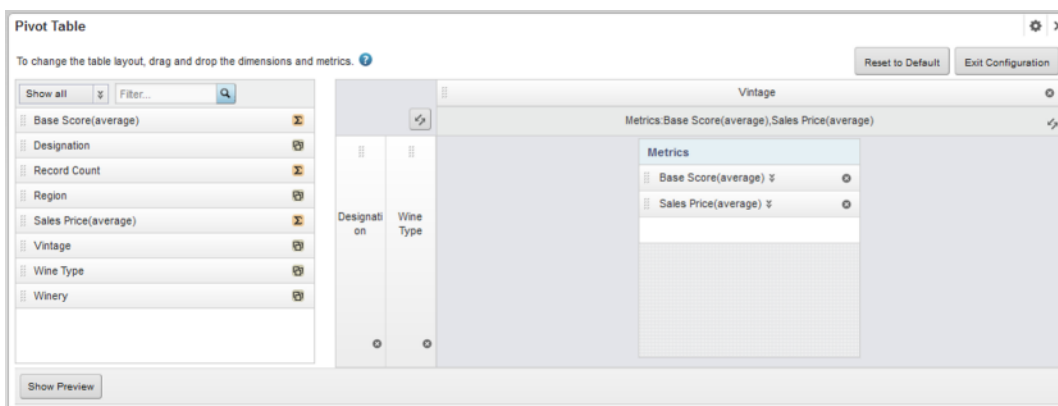 Pivot Table
To change the table layout, drag and drop the dimensions and metrics. ?
Reset to Default
Exit Configuration
Show all
Filter...
Base Score(average)
Designation
Record Count
Region
Sales Price(average)
Vintage
Wine Type
Winery
Vintage
Metrics:Base Score(average),Sales Price(average)
Designati
on
Wine
Type
Metrics
Base Score(average)
Sales Price(average)
Show Preview